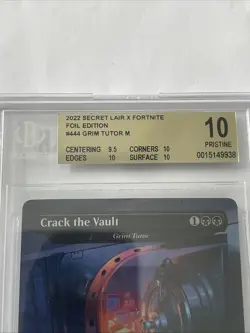 2022 SECRET LAIR X FORTNITE
FOIL EDITION
#444 GRIM TUTOR M
CENTERING 9.5 CORNERS 10
EDGES 10 SURFACE 10
10
PRISTINE
0015149938
Crack the Vault
1
Grim Tutor